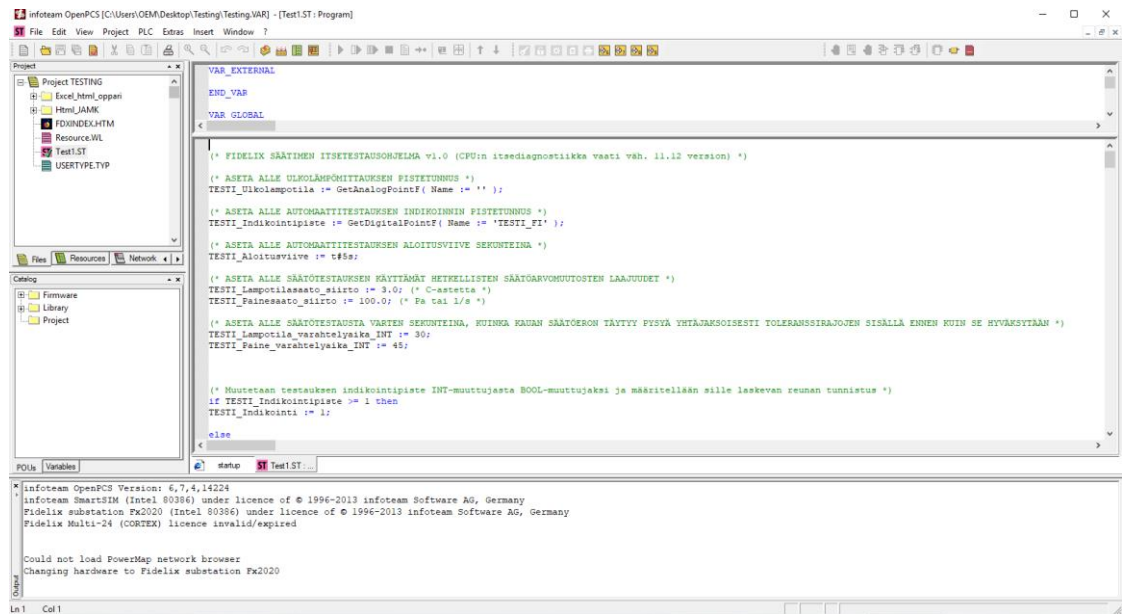 infoteam OpenPCS [C:\Users\OEM\Desktop\Testing\Testing.VAR] - [Test1.ST : Program]
ST File Edit View Project PLC Extras Insert Window ?
Project
Project TESTING
Excel_html_oppari
Html_JAMK
FDXINDEX.HTM
Resource.WL
Test1.ST
USERTYPE.TYP
Files Resources Network
Catalog
Firmware
Library
Project
POUs Variables
VAR_EXTERNAL
END_VAR
VAR GLOBAL
(* FIDELIX SÄÄTIMEN ITSETESTAUSOHJELMA v1.0 (CPU:n itsediagnostiikka vaati väh. 11.12 version) *)
(* ASETA ALLE ULKOLÄMPÖMITTAUKSEN PISTETUNNUS *)
TESTI_Ulkolampotila := GetAnalogPointF( Name := '' );
(* ASETA ALLE AUTOMAATTITESTAUKSEN INDIKOINNIN PISTETUNNUS *)
TESTI_Indikointipiste := GetDigitalPointF( Name := 'TESTI_FI' );
(* ASETA ALLE AUTOMAATTITESTAUKSEN ALOITUSVIIVE SEKUNTEINA *)
TESTI_Aloitusviive := t#5s;
(* ASETA ALLE SÄÄTÖTESTAUKSEN KÄYTTÄMÄT HETKELLISTEN SÄÄTÖARVOMUUTOSTEN LAAJUUDET *)
TESTI_Lampotilasaato_siirto := 3.0; (* C-astetta *)
TESTI_Painesaato_siirto := 100.0; (* Pa tai l/s *)
(* ASETA ALLE SÄÄTÖTESTAUSTA VARTEN SEKUNTEINA, KUINKA KAUAN SÄÄTÖERON TÄYTYY PYSYÄ YHTÄJAKSOISESTI TOLERANSSIRAJOJEN SISÄLLÄ ENNEN KUIN SE HYVÄKSYTÄÄN *)
TESTI_Lampotila_varahtelyaika_INT := 30;
TESTI_Paine_varahtelyaika_INT := 45;
(* Muutetaan testauksen indikointipiste INT-muuttujasta BOOL-muuttujaksi ja määritellään sille laskevan reunan tunnistus *)
if TESTI_Indikointipiste >= 1 then
TESTI_Indikointi := 1;
else
startup ST Test1.ST : ...
infoteam OpenPCS Version: 6,7,4,14224
infoteam SmartSIM (Intel 80386) under licence of © 1996-2013 infoteam Software AG, Germany
Fidelix substation Fx2020 (Intel 80386) under licence of © 1996-2013 infoteam Software AG, Germany
Fidelix Multi-24 (CORTEX) licence invalid/expired
Could not load PowerMap network browser
Changing hardware to Fidelix substation Fx2020
Output
Ln 1 Col 1